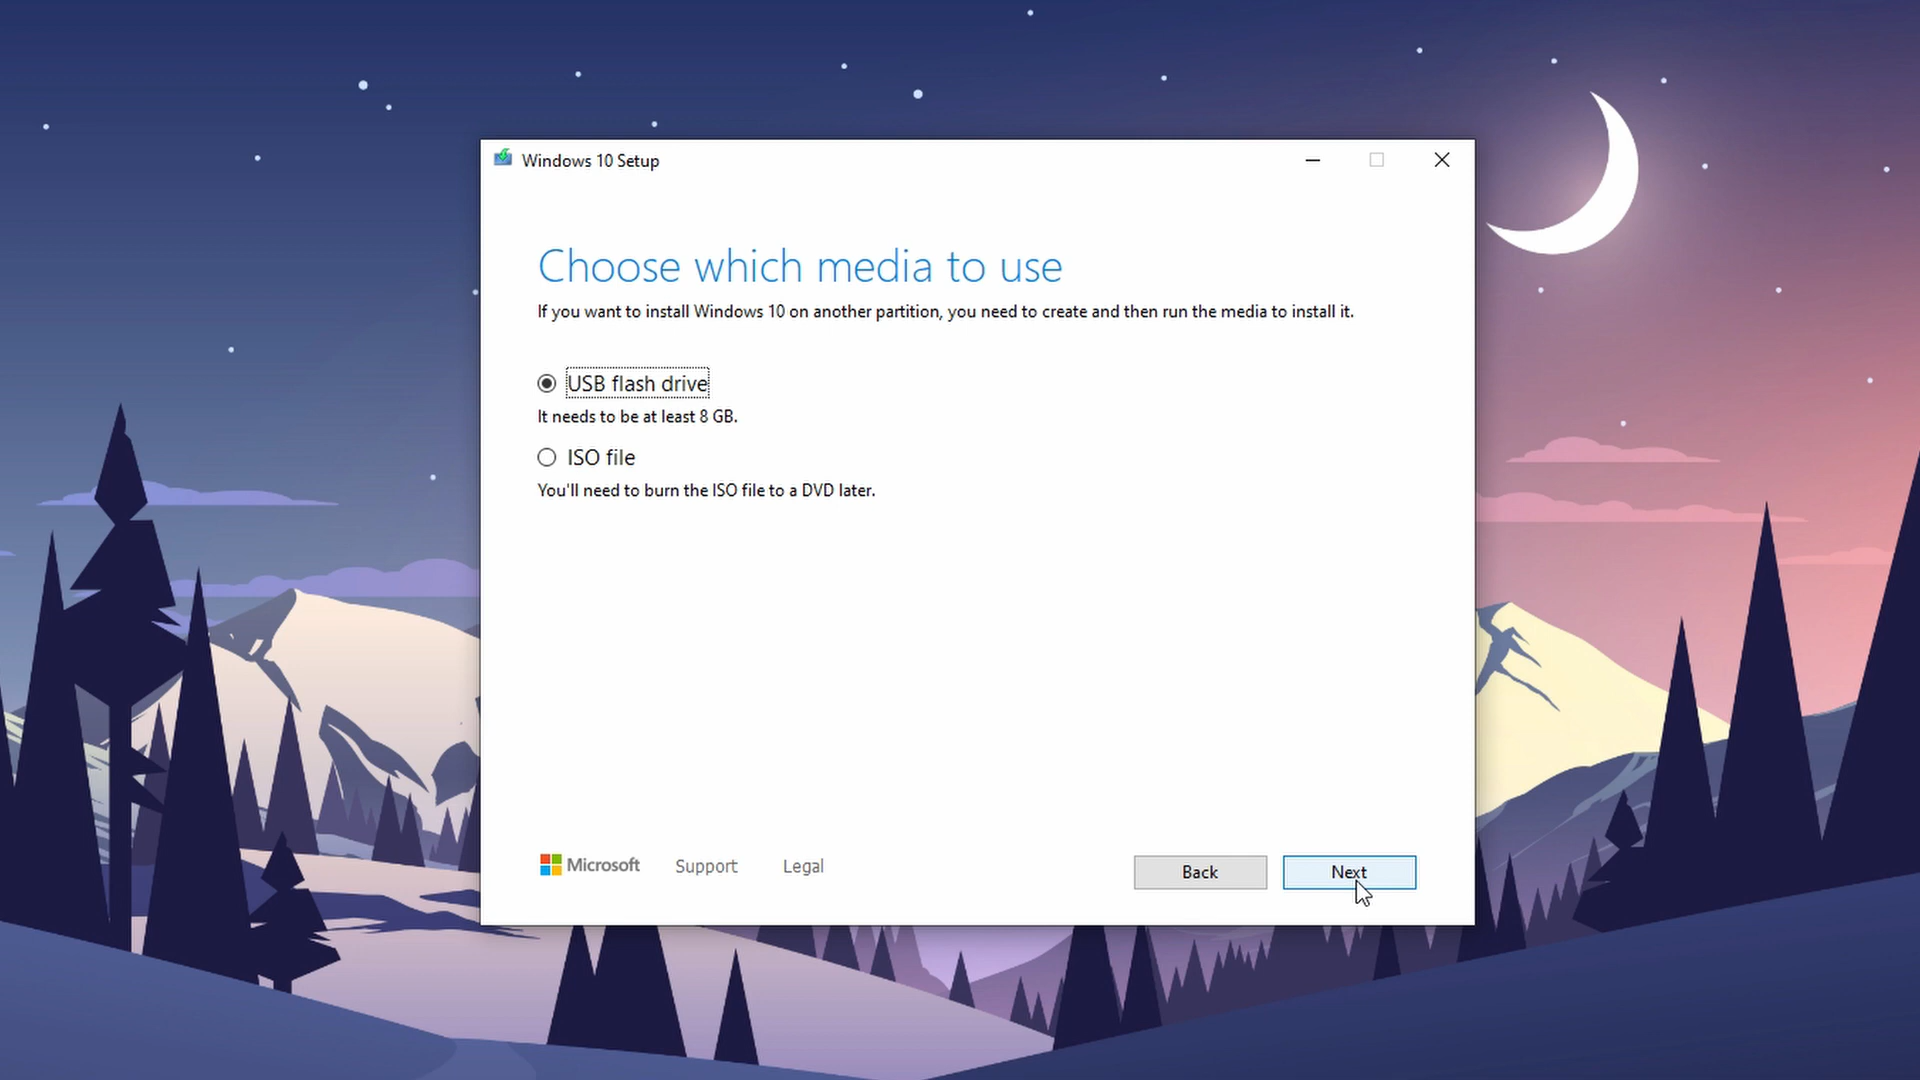 Windows 10 Setup
Choose which media to use
If you want to install Windows 10 on another partition, you need to create and then run the media to install it.
USB flash drive
It needs to be at least 8 GB.
ISO file
You'll need to burn the ISO file to a DVD later.
Microsoft Support Legal Back Next